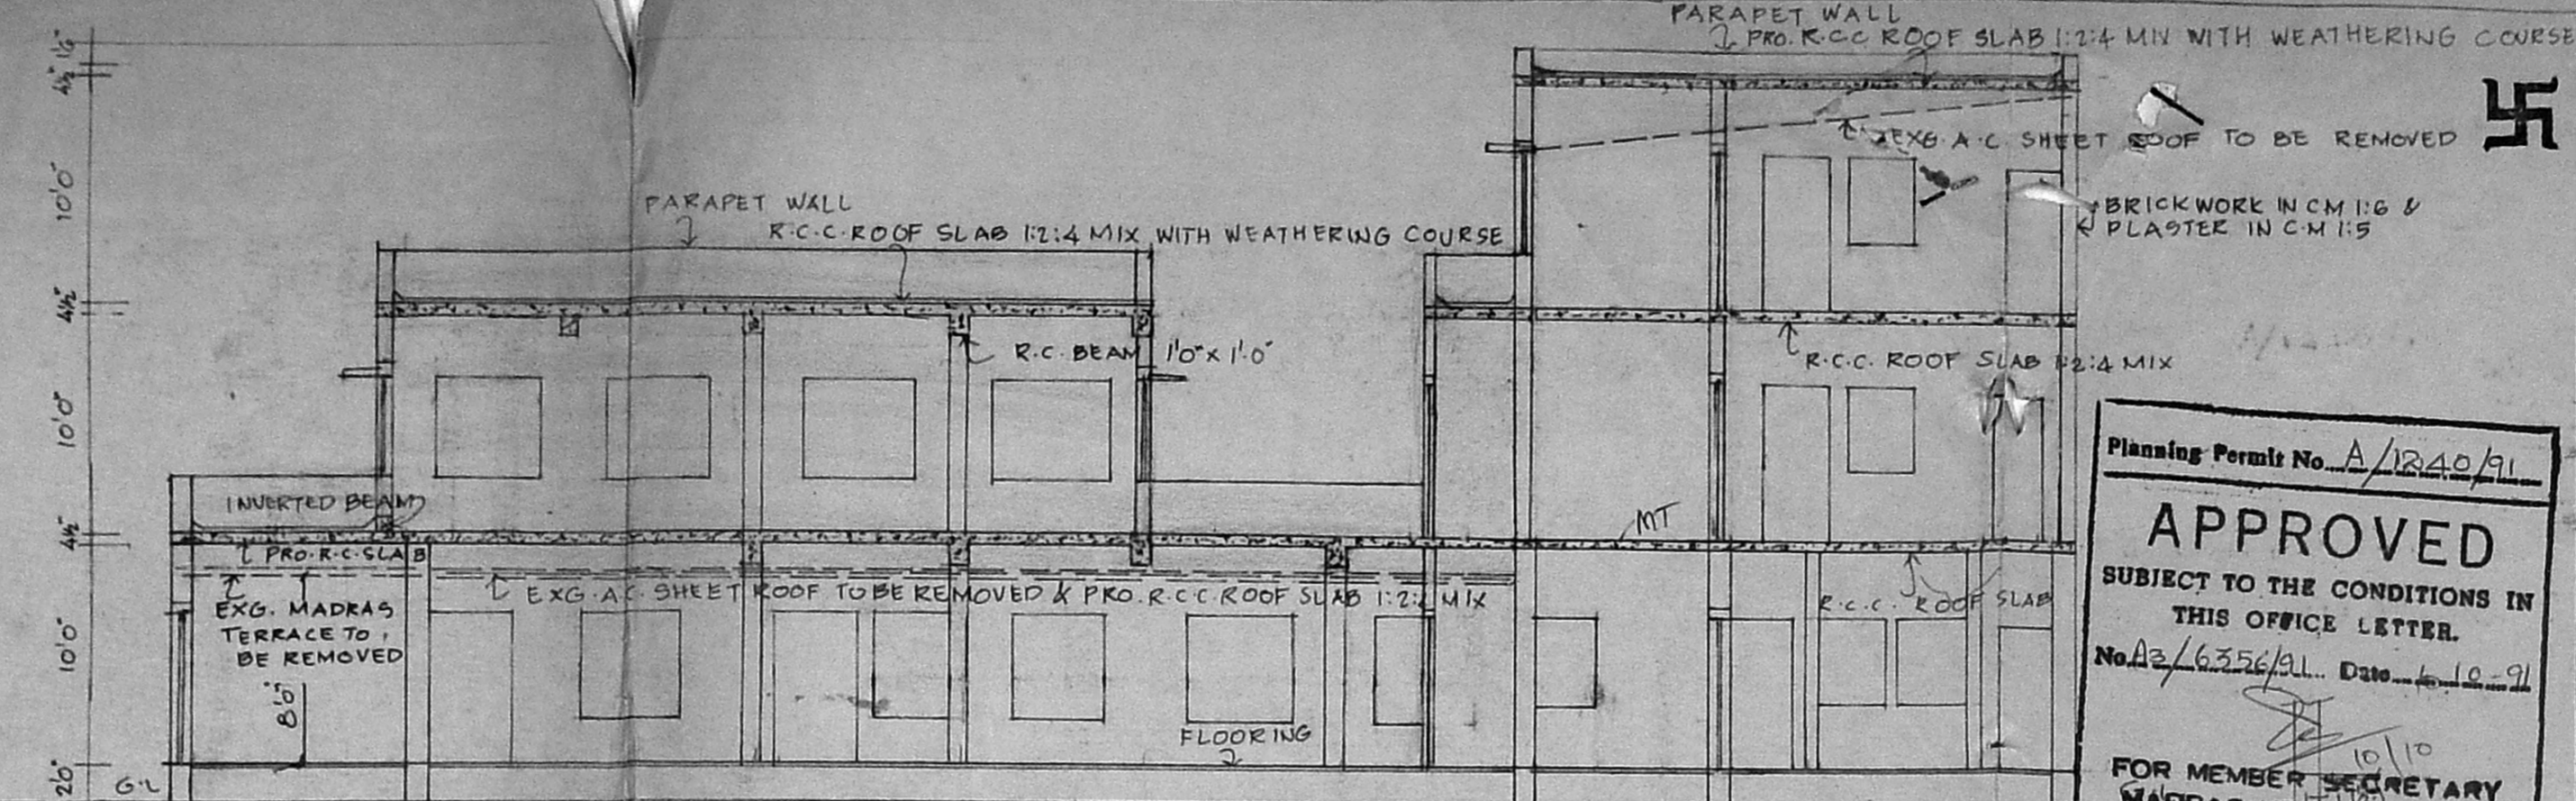 PARAPET WALL
PRO. R.C.C ROOF SLAB 1:2:4 MIX WITH WEATHERING COURSE
1'6"
4½"
EXG. A.C. SHEET ROOF TO BE REMOVED
10'0"
PARAPET WALL
R.C.C. ROOF SLAB 1:2:4 MIX WITH WEATHERING COURSE
BRICKWORK IN CM 1:6 &
PLASTER IN C.M 1:5
4½"
R.C. BEAM 1'0" X 1'0"
R.C.C. ROOF SLAB 1:2:4 MIX
10'0"
INVERTED BEAM
MT
4½"
PRO. R.C. SLAB
EXG. A.C. SHEET ROOF TO BE REMOVED & PRO. R.C.C. ROOF SLAB 1:2:4 MIX
R.C.C. ROOF SLAB
EXG. MADRAS
TERRACE TO
BE REMOVED
10'0"
8'0"
FLOORING
2'0"
G.L
Planning Permit No. A/1240/91
APPROVED
SUBJECT TO THE CONDITIONS IN
THIS OFFICE LETTER.
No. A3/6356/91 Date 10-91
10/10
FOR MEMBER SECRETARY